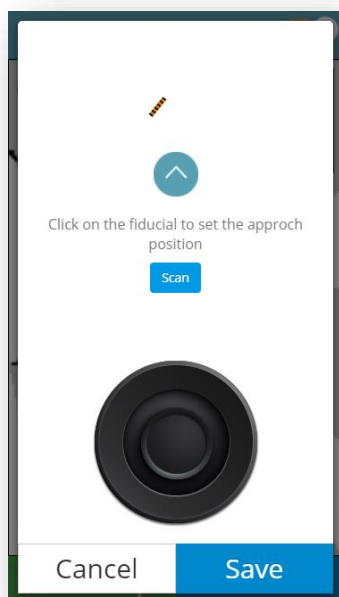 Click on the fiducial to set the approch
position
Scan
Cancel
Save